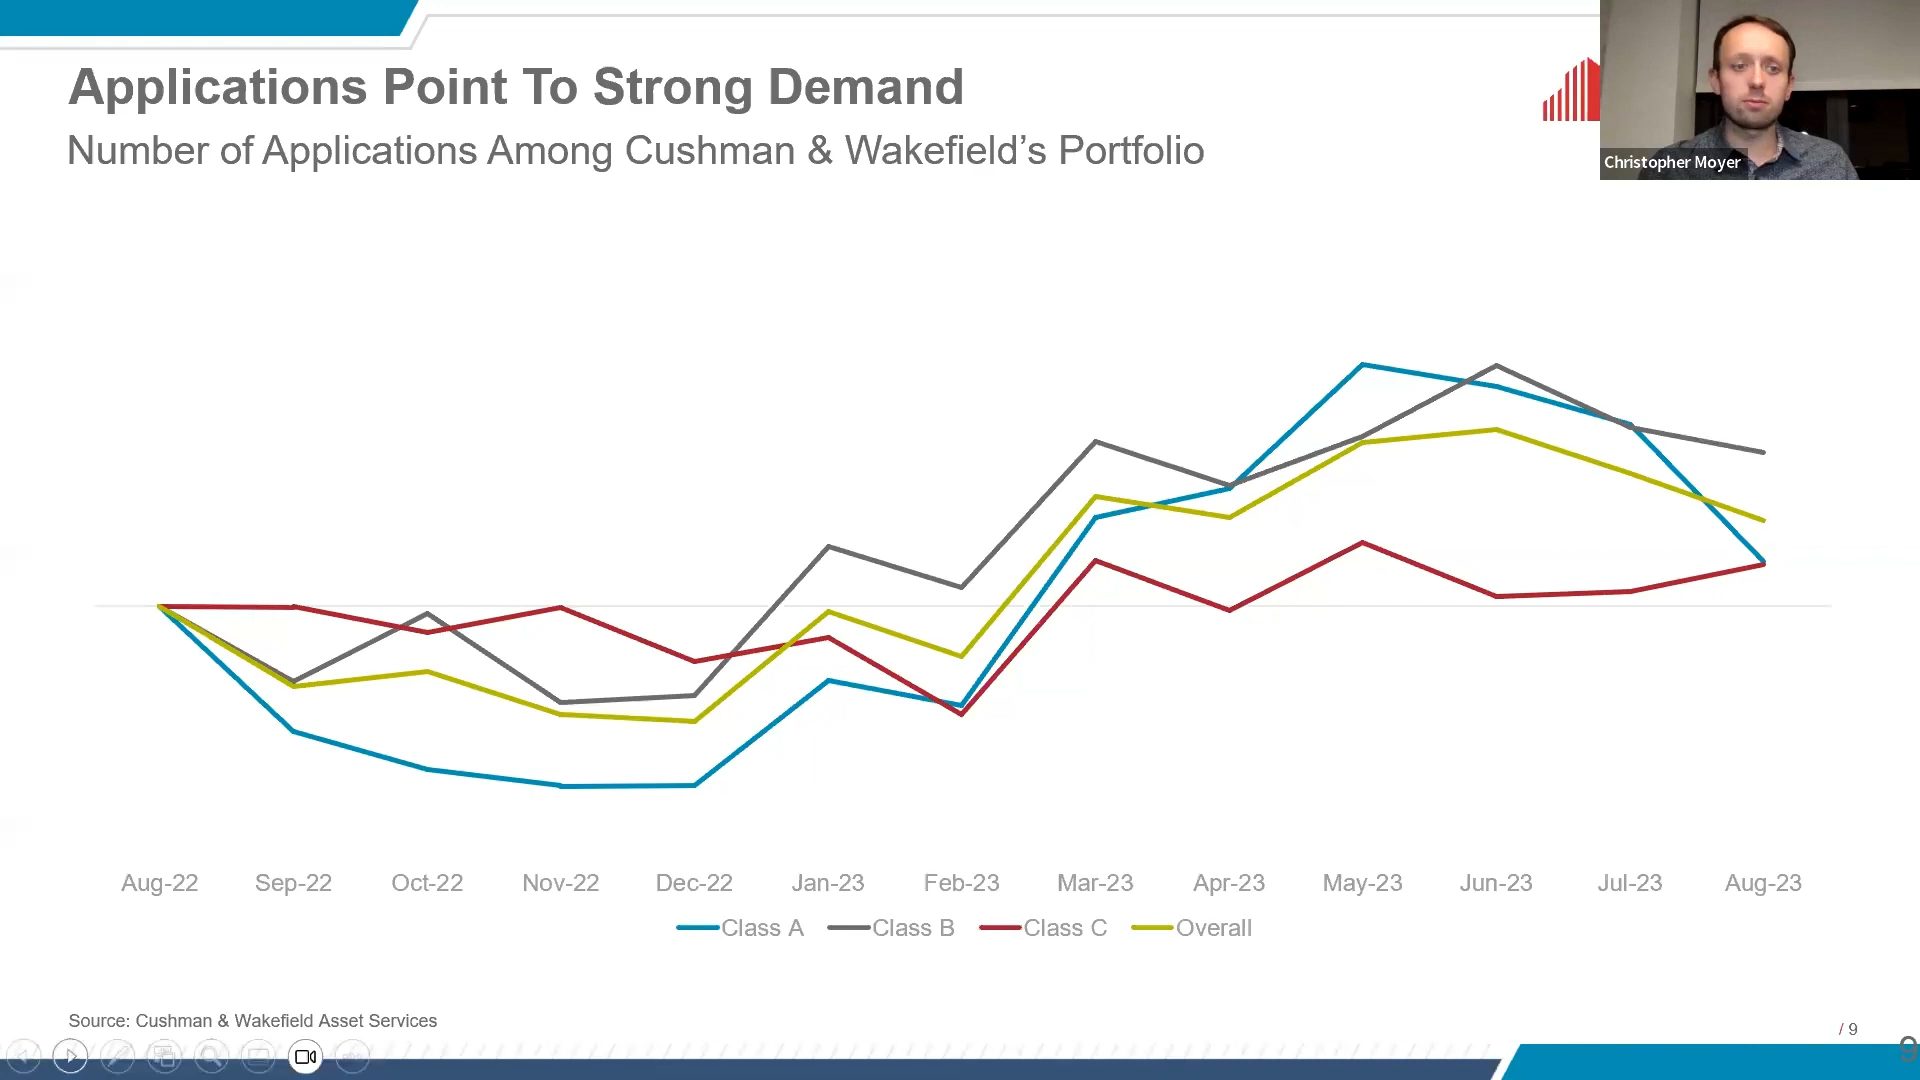 Applications Point To Strong Demand
Number of Applications Among Cushman & Wakefield’s Portfolio
Christopher Moyer
Aug-22 Sep-22 Oct-22 Nov-22 Dec-22 Jan-23 Feb-23 Mar-23 Apr-23 May-23 Jun-23 Jul-23 Aug-23
Class A Class B Class C Overall
Source: Cushman & Wakefield Asset Services
/ 9
9